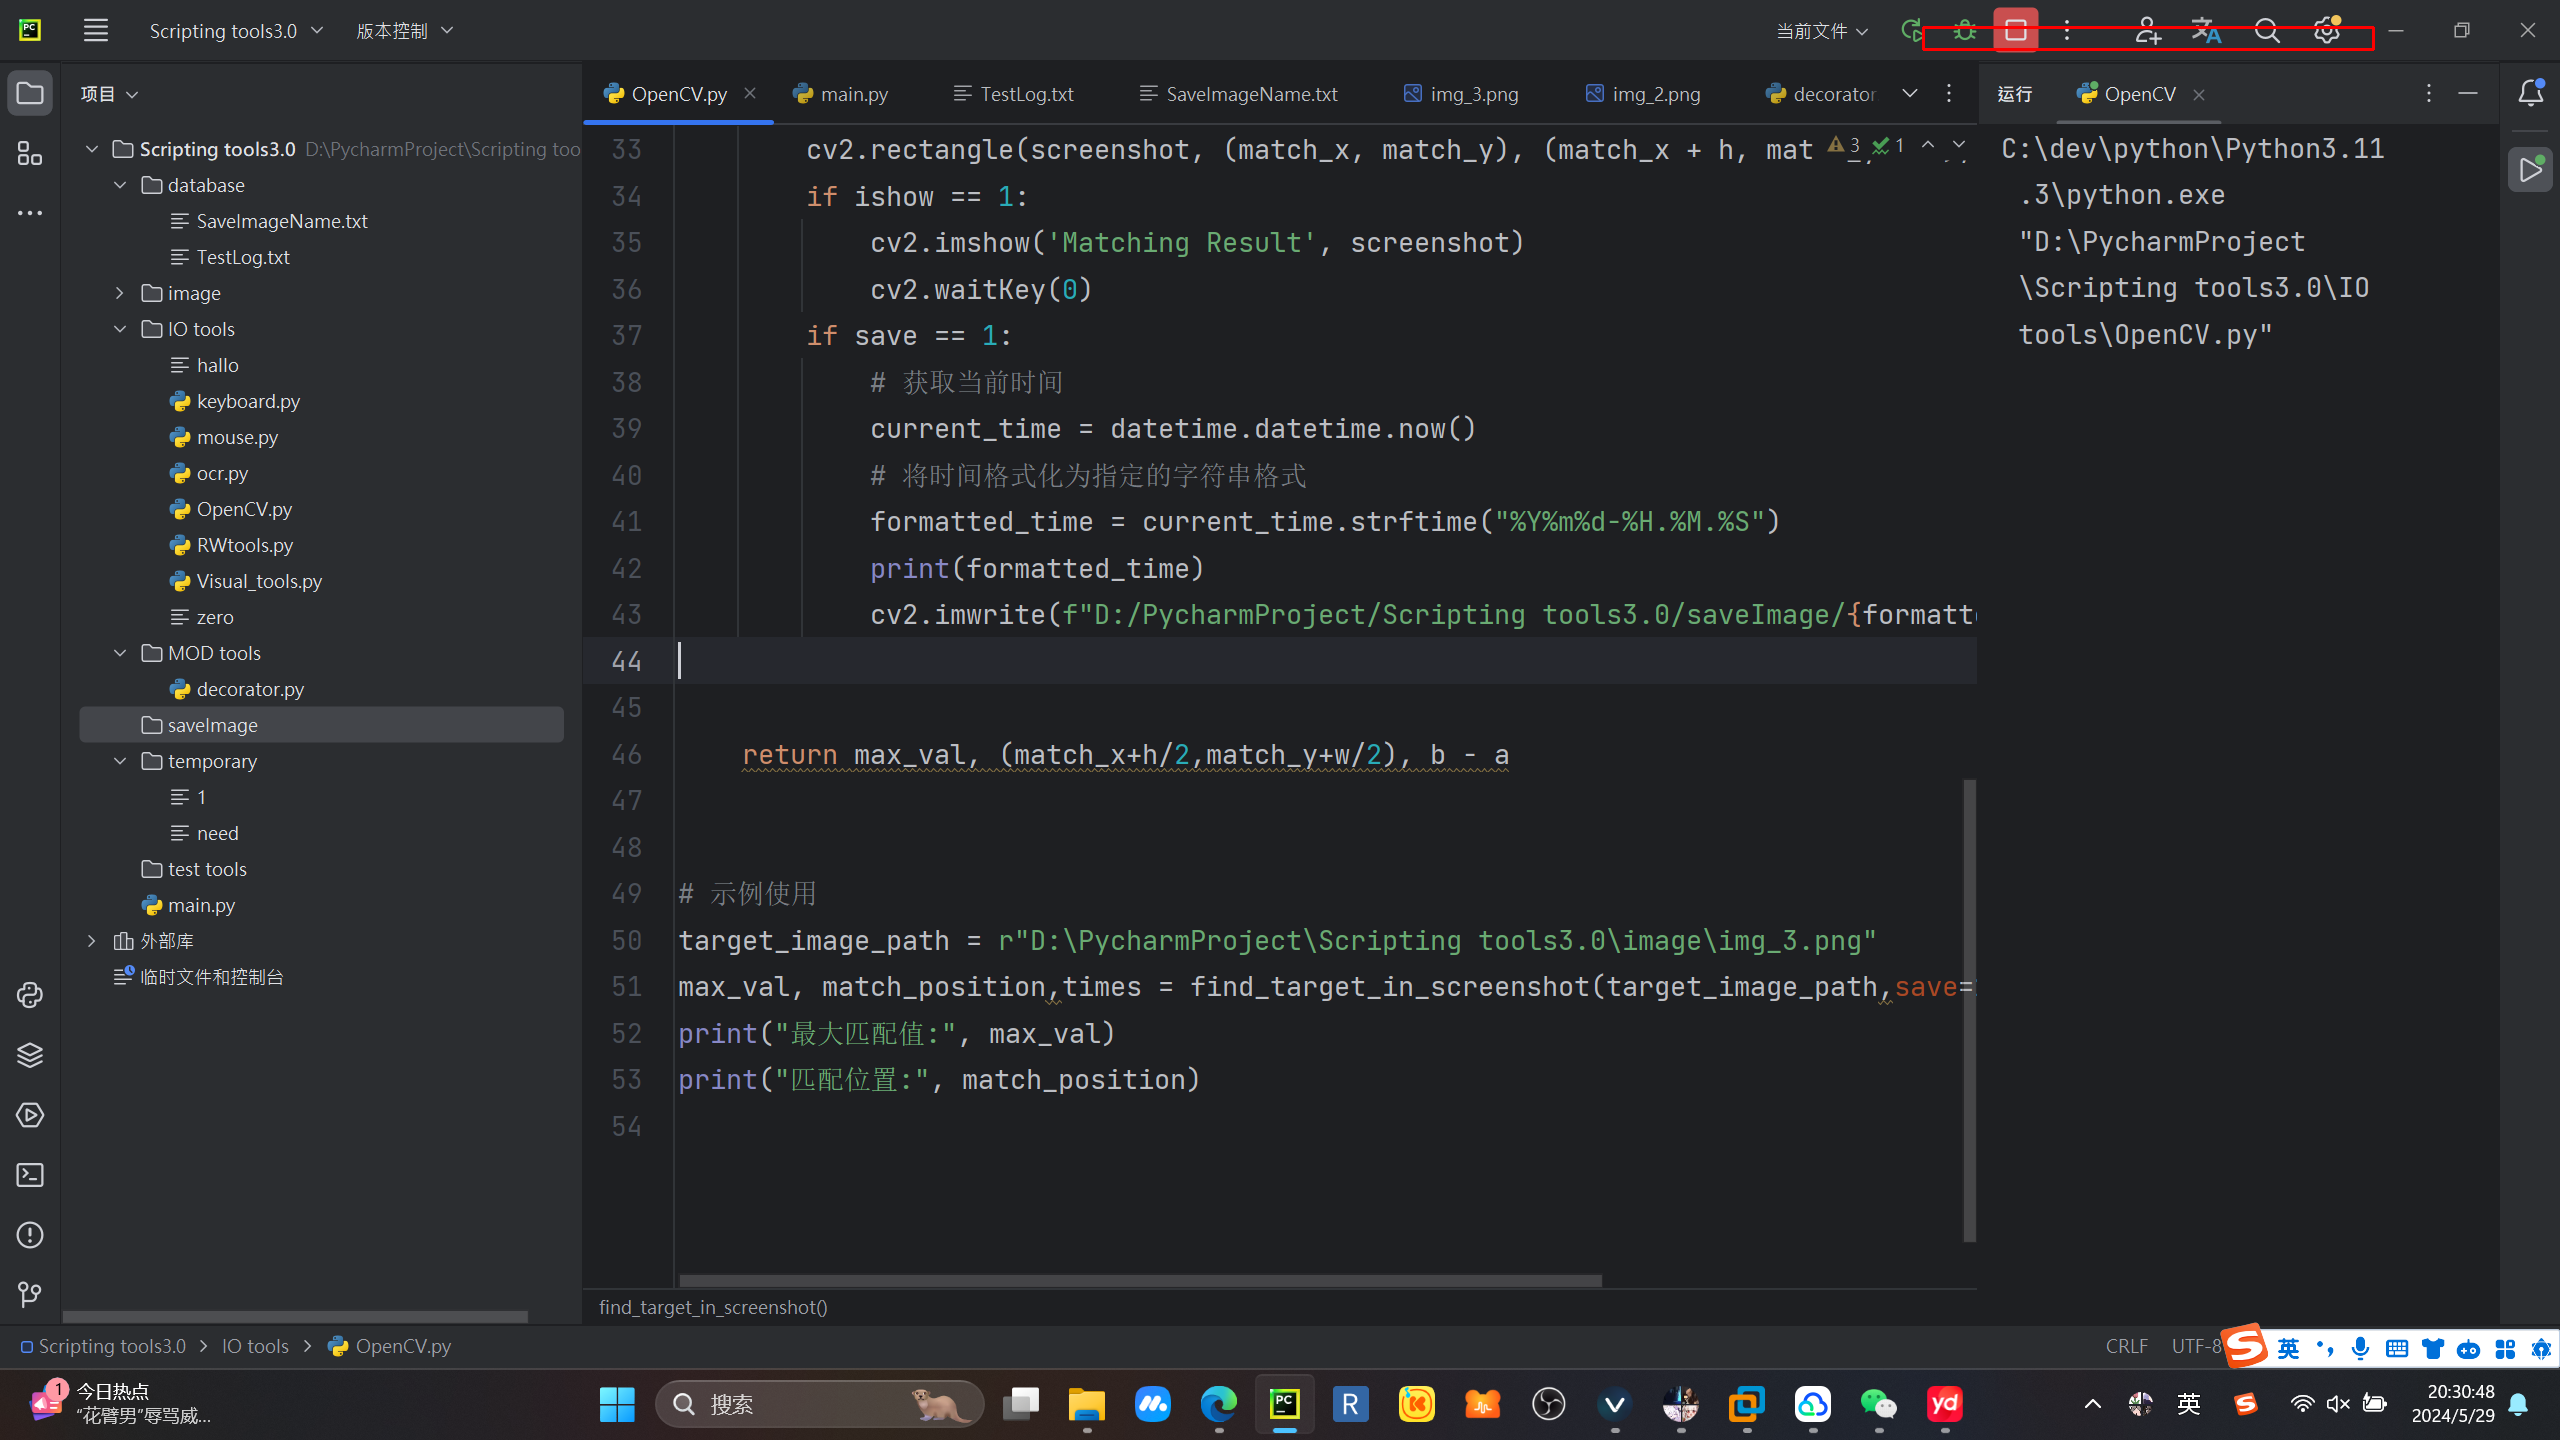 PC
Scripting tools3.0
版本控制
当前文件
项目
OpenCV.py
main.py
TestLog.txt
SaveImageName.txt
img_3.png
img_2.png
decorator
运行
OpenCV
Scripting tools3.0 D:\PycharmProject\Scripting too
database
SaveImageName.txt
TestLog.txt
image
IO tools
hallo
keyboard.py
mouse.py
ocr.py
OpenCV.py
RWtools.py
Visual_tools.py
zero
MOD tools
decorator.py
saveImage
temporary
1
need
test tools
main.py
外部库
临时文件和控制台
33 cv2.rectangle(screenshot, (match_x, match_y), (match_x + h, mat
3 1
34 if ishow == 1:
35 cv2.imshow('Matching Result', screenshot)
36 cv2.waitKey(0)
37 if save == 1:
38 # 获取当前时间
39 current_time = datetime.datetime.now()
40 # 将时间格式化为指定的字符串格式
41 formatted_time = current_time.strftime("%Y%m%d-%H.%M.%S")
42 print(formatted_time)
43 cv2.imwrite(f"D:/PycharmProject/Scripting tools3.0/saveImage/{formatte
44
45
46 return max_val, (match_x+h/2,match_y+w/2), b - a
47
48
49 # 示例使用
50 target_image_path = r"D:\PycharmProject\Scripting tools3.0\image\img_3.png"
51 max_val, match_position,times = find_target_in_screenshot(target_image_path,save=
52 print("最大匹配值:", max_val)
53 print("匹配位置:", match_position)
54
find_target_in_screenshot()
C:\dev\python\Python3.11
.3\python.exe
"D:\PycharmProject
\Scripting tools3.0\IO
tools\OpenCV.py"
Scripting tools3.0 > IO tools > OpenCV.py
CRLF UTF-8
英
1
今日热点
“花臂男”辱骂威...
搜索
PC
R
yd
英
20:30:48
2024/5/29